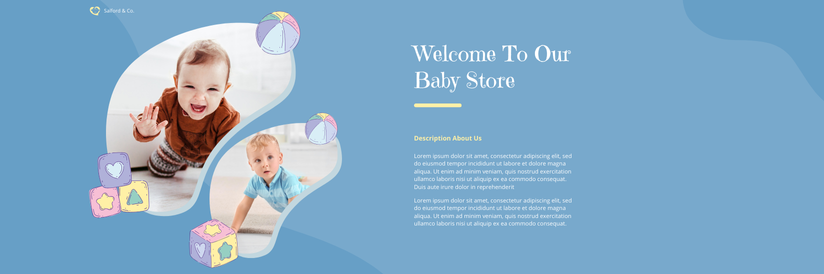 Salford & Co.
Welcome To Our
Baby Store
Description About Us
Lorem ipsum dolor sit amet, consectetur adipiscing elit, sed
do eiusmod tempor incididunt ut labore et dolore magna
aliqua. Ut enim ad minim veniam, quis nostrud exercitation
ullamco laboris nisi ut aliquip ex ea commodo consequat.
Duis aute irure dolor in reprehenderit
Lorem ipsum dolor sit amet, consectetur adipiscing elit, sed
do eiusmod tempor incididunt ut labore et dolore magna
aliqua. Ut enim ad minim veniam, quis nostrud exercitation
ullamco laboris nisi ut aliquip ex ea commodo consequat.